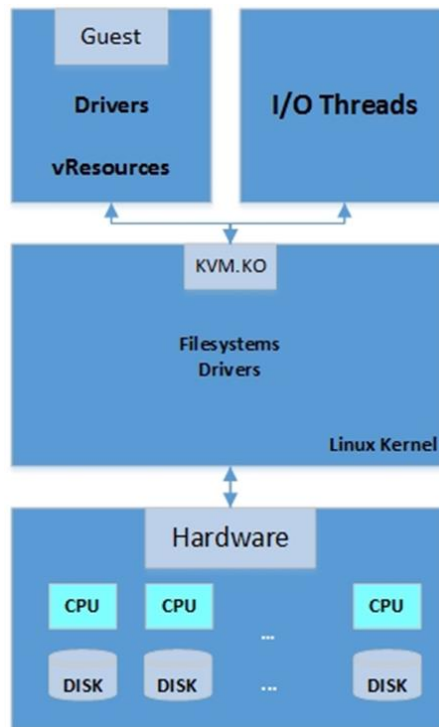 Guest
Drivers
vResources
I/O Threads
KVM.KO
Filesystems
Drivers
Linux Kernel
Hardware
CPU CPU CPU
...
DISK DISK ... DISK